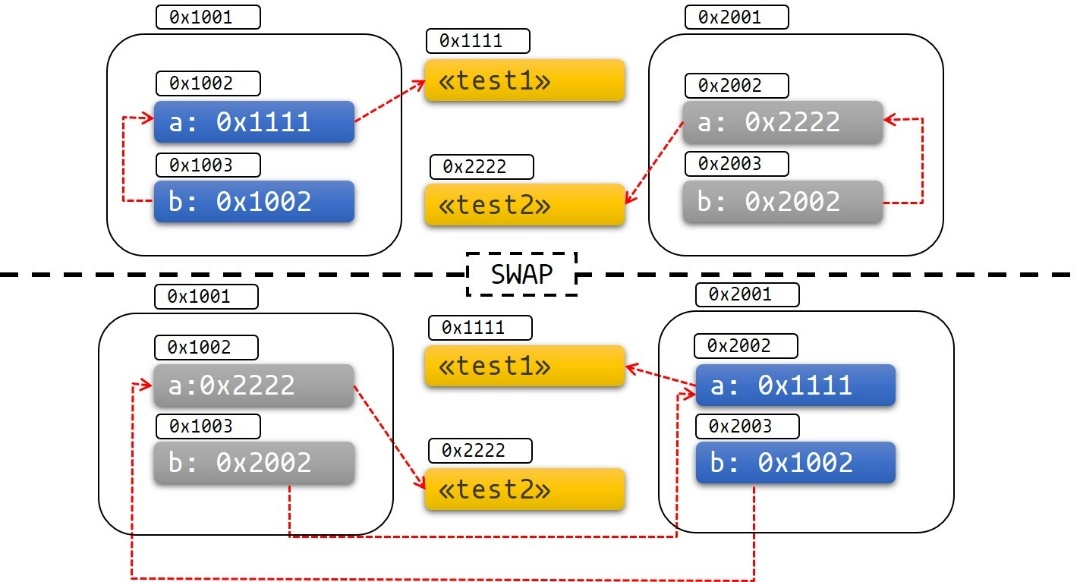 0x1001
0x1002
a: 0x1111
0x1003
b: 0x1002
0x1111
«test1»
0x2222
«test2»
0x2001
0x2002
a: 0x2222
0x2003
b: 0x2002
SWAP
0x1001
0x1002
a:0x2222
0x1003
b: 0x2002
0x1111
«test1»
0x2222
«test2»
0x2001
0x2002
a: 0x1111
0x2003
b: 0x1002